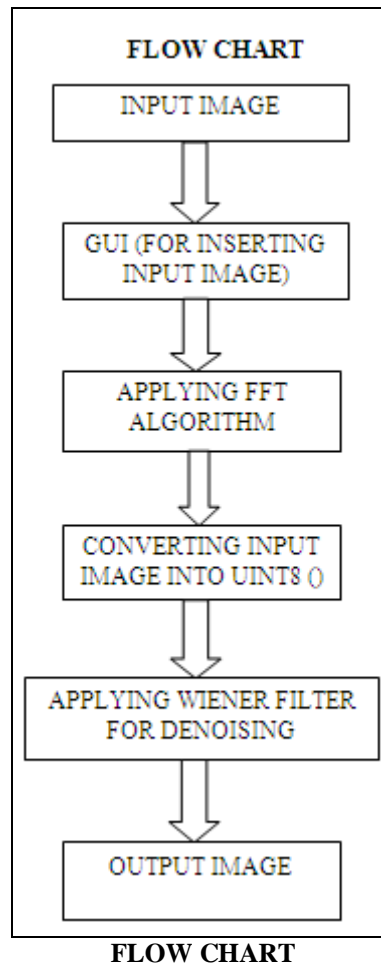 FLOW CHART
INPUT IMAGE
GUI (FOR INSERTING
INPUT IMAGE)
APPLYING FFT
ALGORITHM
CONVERTING INPUT
IMAGE INTO UINT8 ()
APPLYING WIENER FILTER
FOR DENOISING
OUTPUT IMAGE
FLOW CHART